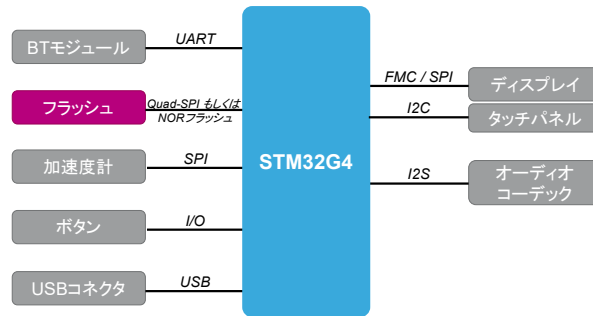 BTモジュール
UART
フラッシュ
Quad-SPI もしくは
NORフラッシュ
加速度計
SPI
ボタン
I/O
USBコネクタ
USB
STM32G4
FMC / SPI
ディスプレイ
I2C
タッチパネル
I2S
オーディオ
コーデック